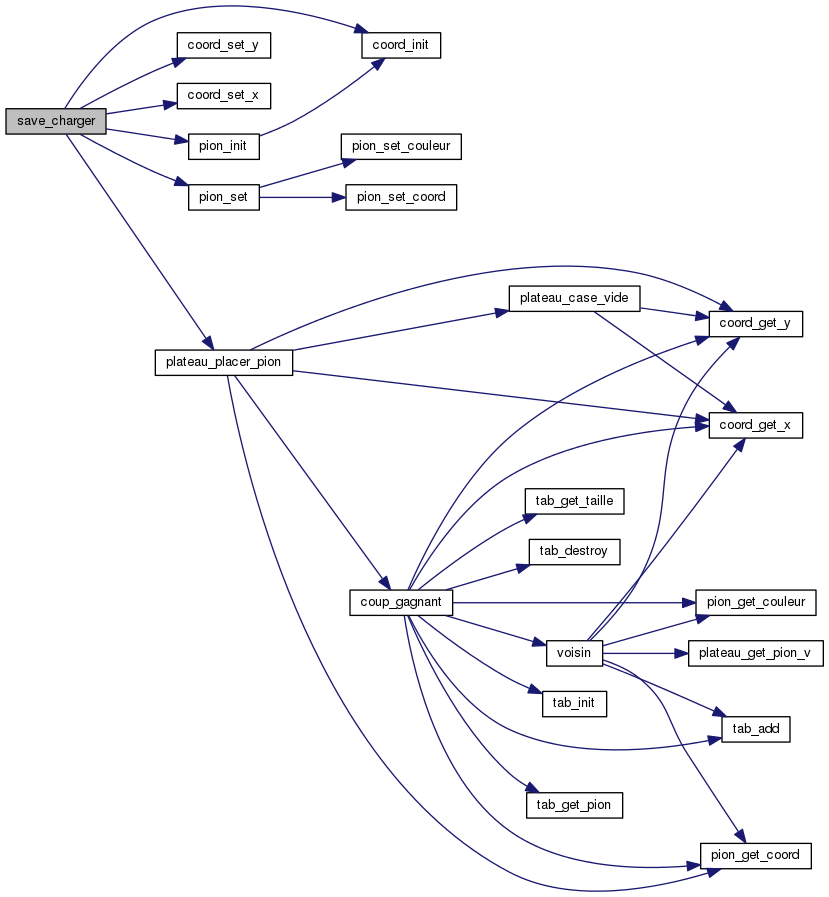 coord_set_y
coord_init
coord_set_x
save_charger
pion_init
pion_set_couleur
pion_set
pion_set_coord
plateau_case_vide
coord_get_y
plateau_placer_pion
coord_get_x
tab_get_taille
tab_destroy
coup_gagnant
pion_get_couleur
voisin
plateau_get_pion_v
tab_init
tab_add
tab_get_pion
pion_get_coord